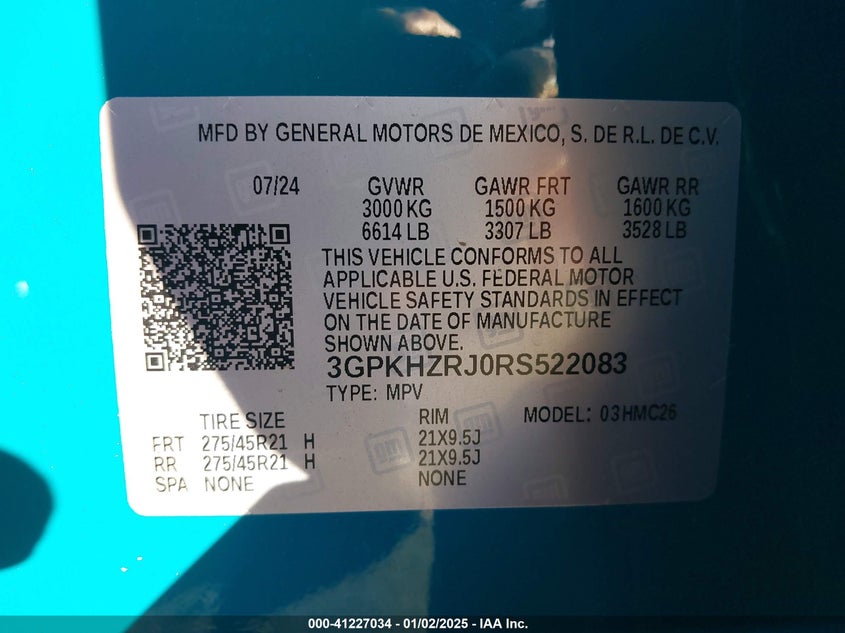 MFD BY GENERAL MOTORS DE MEXICO, S. DE R.L. DE C.V.
07/24 GVWR GAWR FRT GAWR RR
3000 KG 1500 KG 1600 KG
6614 LB 3307 LB 3528 LB
THIS VEHICLE CONFORMS TO ALL
APPLICABLE U.S. FEDERAL MOTOR
VEHICLE SAFETY STANDARDS IN EFFECT
ON THE DATE OF MANUFACTURE
SHOWN ABOVE.
3GPKHZRJ0RS522083
TYPE: MPV
TIRE SIZE RIM MODEL: 03HMC26
FRT 275/45R21 H 21X9.5J
RR 275/45R21 H 21X9.5J
SPA NONE NONE
gm
000-41227034 - 01/02/2025 - IAA Inc.